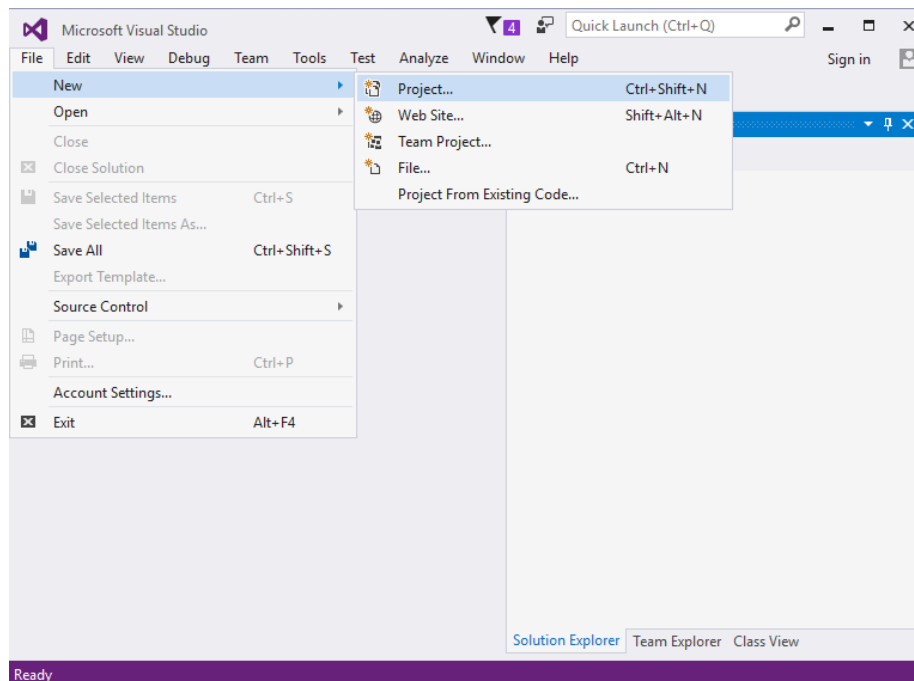 Microsoft Visual Studio 4 Quick Launch (Ctrl+Q)
File Edit View Debug Team Tools Test Analyze Window Help Sign in
New
Open
Close
Close Solution
Save Selected Items Ctrl+S
Save Selected Items As...
Save All Ctrl+Shift+S
Export Template...
Source Control
Page Setup...
Print... Ctrl+P
Account Settings...
Exit Alt+F4
Project... Ctrl+Shift+N
Web Site... Shift+Alt+N
Team Project...
File... Ctrl+N
Project From Existing Code...
Solution Explorer Team Explorer Class View
Ready